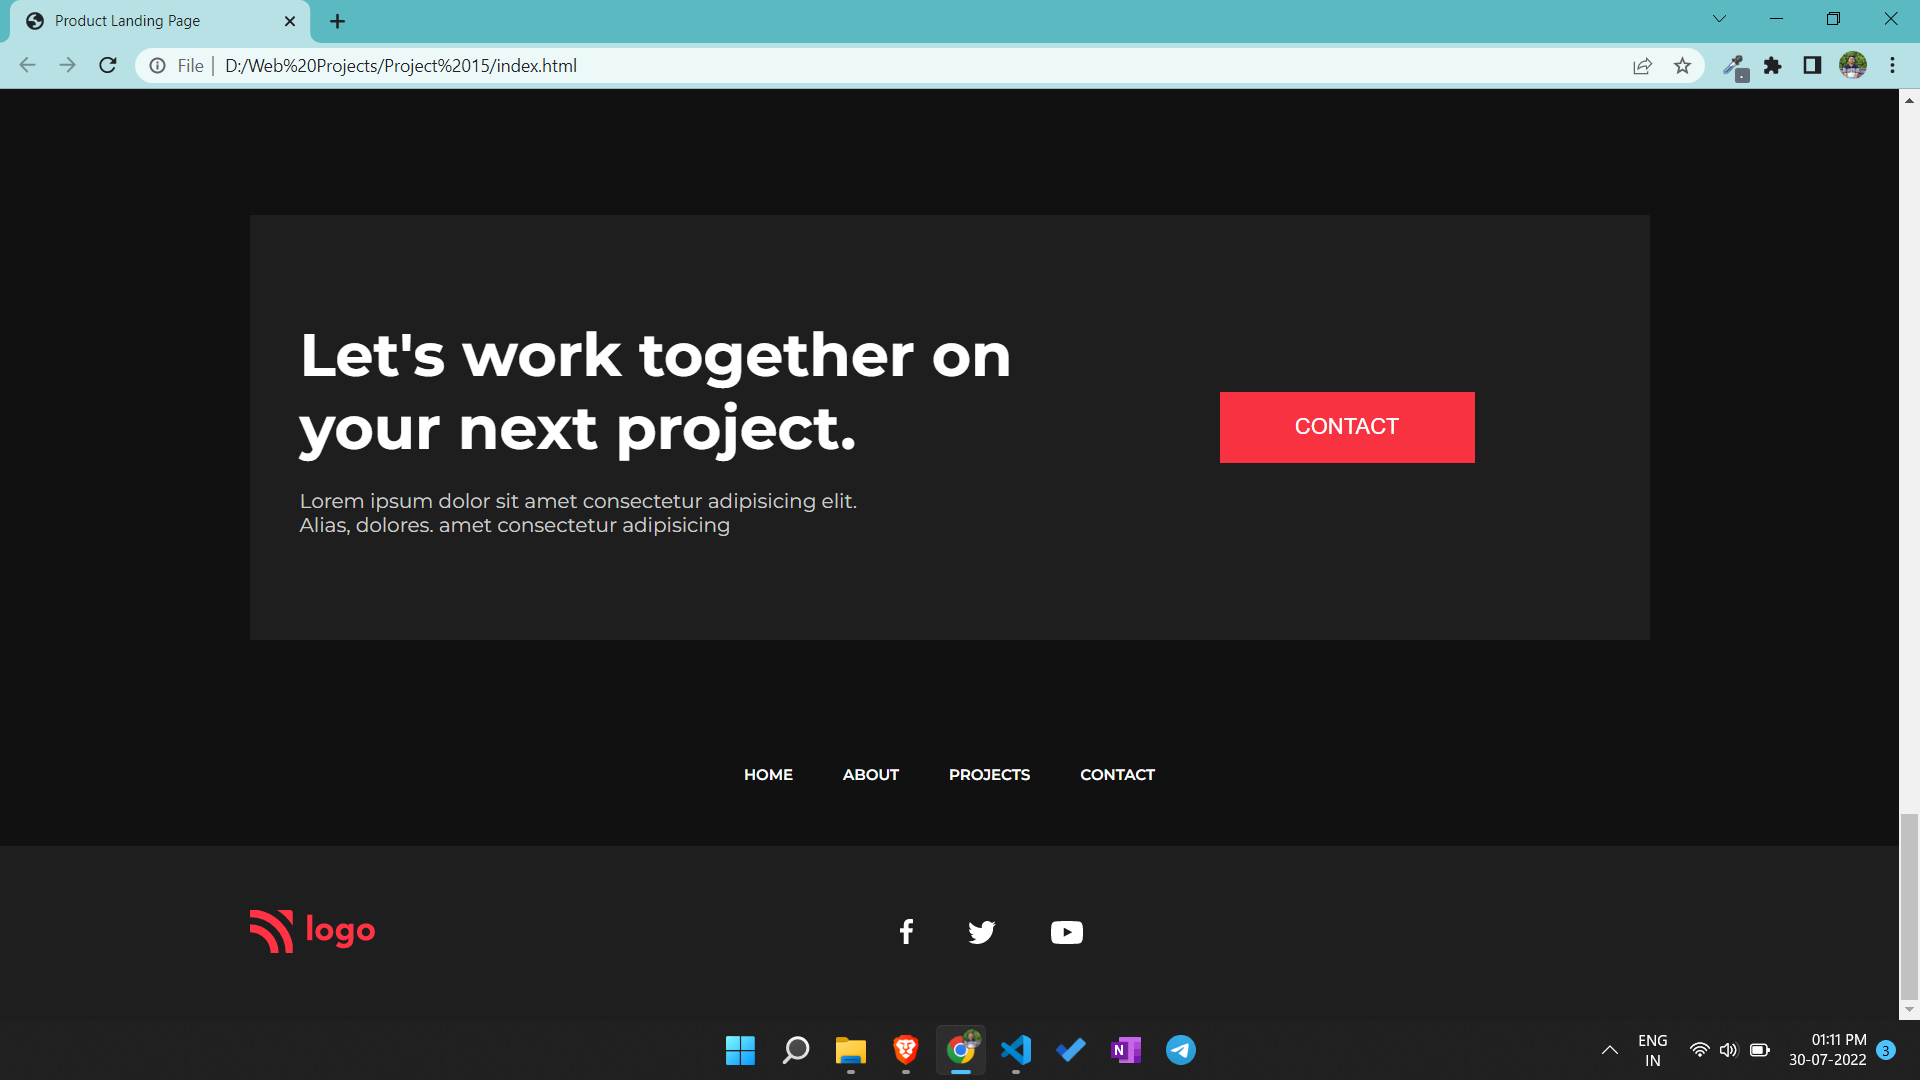 Product Landing Page
File
D:/Web%20Projects/Project%2015/index.html
Let's work together on
your next project.
CONTACT
Lorem ipsum dolor sit amet consectetur adipisicing elit.
Alias, dolores. amet consectetur adipisicing
HOME ABOUT PROJECTS CONTACT
logo
N
ENG
IN
01:11 PM
30-07-2022
3